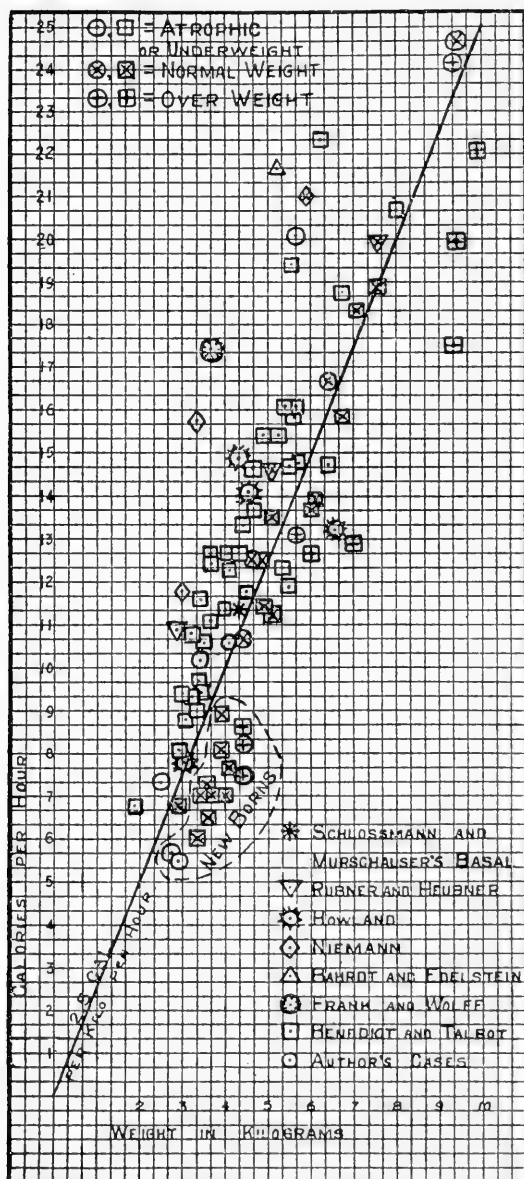 25
24
23
22
21
20
19
18
17
16
15
14
13
12
11
10
9
8
7
6
5
4
3
2
1
= ATROPHIC
OR UNDERWEIGHT
= NORMAL WEIGHT
= OVER WEIGHT
CALORIES PER HOUR
NEW BORNS
2.5 CAL.
PER KILO PER HOUR
SCHLOSSMANN AND
MURSCHAUSER'S BASAL
RUBNER AND HEUBNER
HOWLAND
NIEMANN
BAHRDT AND EDELSTEIN
FRANK AND WOLFF
BENEDICT AND TALBOT
AUTHOR'S CASES
2 3 4 5 6 7 8 9 10
WEIGHT IN KILOGRAMS